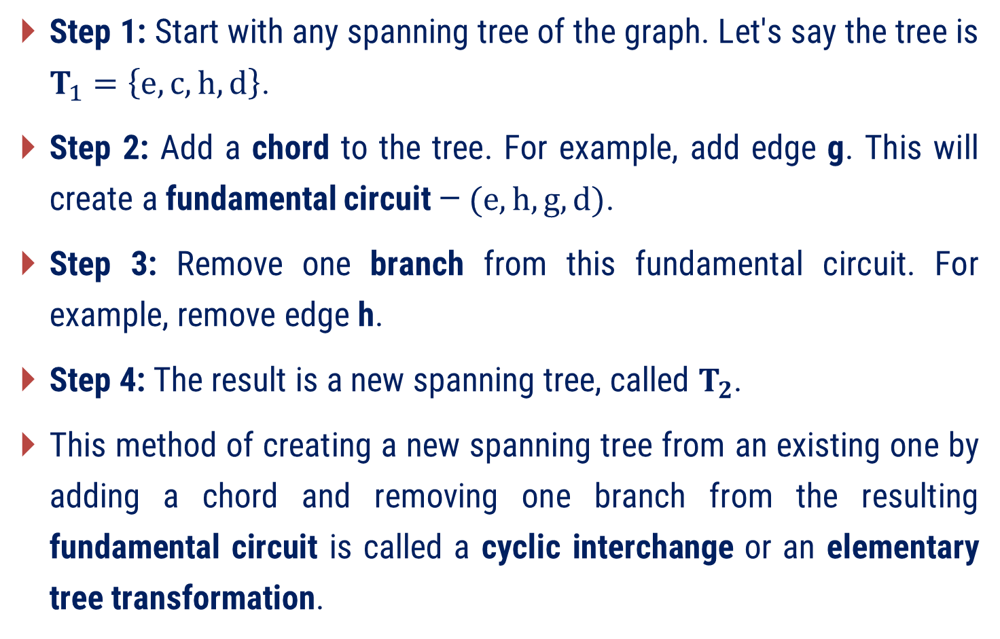 Step 1: Start with any spanning tree of the graph. Let's say the tree is
T₁ = {e, c, h, d}.
Step 2: Add a chord to the tree. For example, add edge g. This will
create a fundamental circuit − (e, h, g, d).
Step 3: Remove one branch from this fundamental circuit. For
example, remove edge h.
Step 4: The result is a new spanning tree, called T₂.
This method of creating a new spanning tree from an existing one by
adding a chord and removing one branch from the resulting
fundamental circuit is called a cyclic interchange or an elementary
tree transformation.